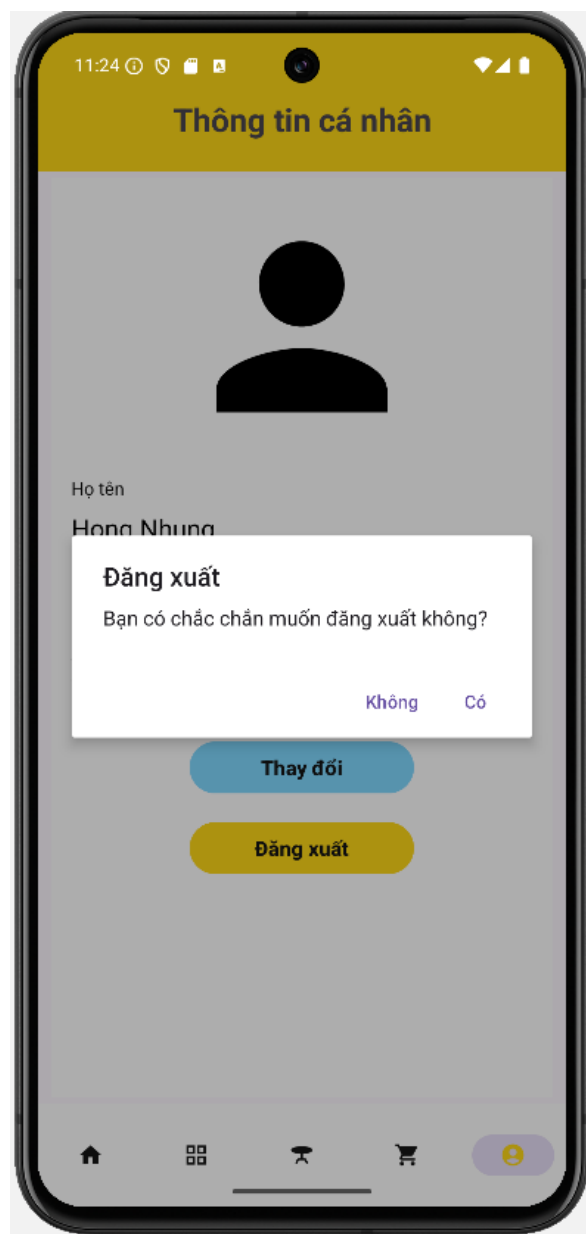 11:24
Thông tin cá nhân
Họ tên
Hong Nhung
Đăng xuất
Bạn có chắc chắn muốn đăng xuất không?
Không Có
Thay đổi
Đăng xuất